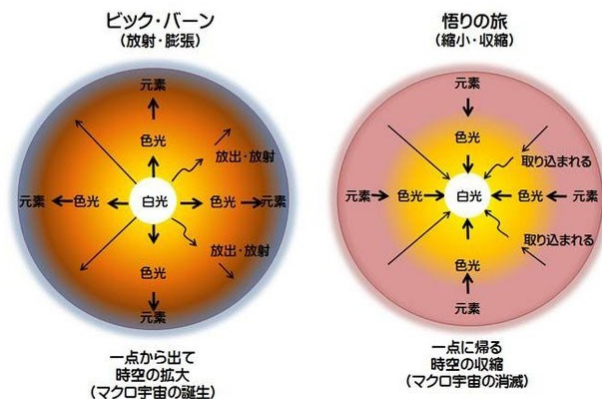 ビック・バーン
(放射・膨張)
元素
色光
放出・放射
元素
色光
白光
色光
元素
放出・放射
色光
元素
一点から出て
時空の拡大
(マクロ宇宙の誕生)
悟りの旅
(縮小・収縮)
元素
色光
取り込まれる
元素
色光
白光
色光
元素
取り込まれる
色光
元素
一点に帰る
時空の収縮
(マクロ宇宙の消滅)